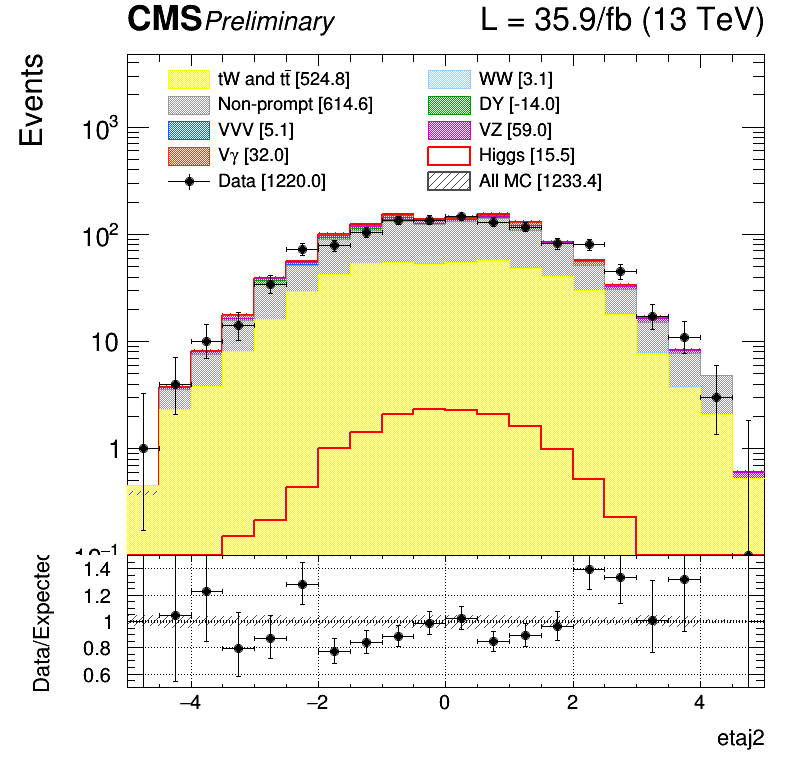 CMS Preliminary L = 35.9/fb (13 TeV)
Events
tW and tt̄ [524.8] WW [3.1]
Non-prompt [614.6] DY [-14.0]
VVV [5.1] VZ [59.0]
Vγ [32.0] Higgs [15.5]
Data [1220.0] All MC [1233.4]
10³
10²
10
1
10⁻¹
Data/Expected
1.4
1.2
1
0.8
0.6
−4 −2 0 2 4
etaj2